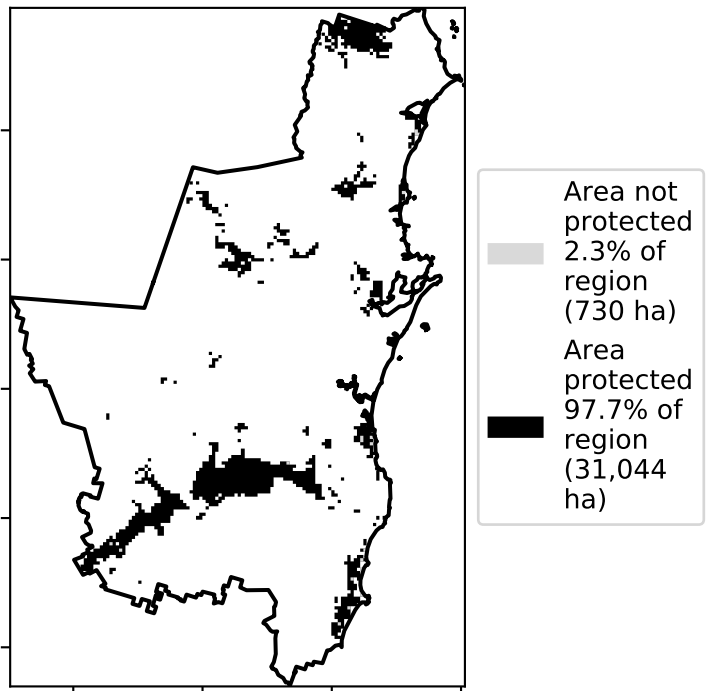 Area not
protected
2.3% of
region
(730 ha)
Area
protected
97.7% of
region
(31,044
ha)